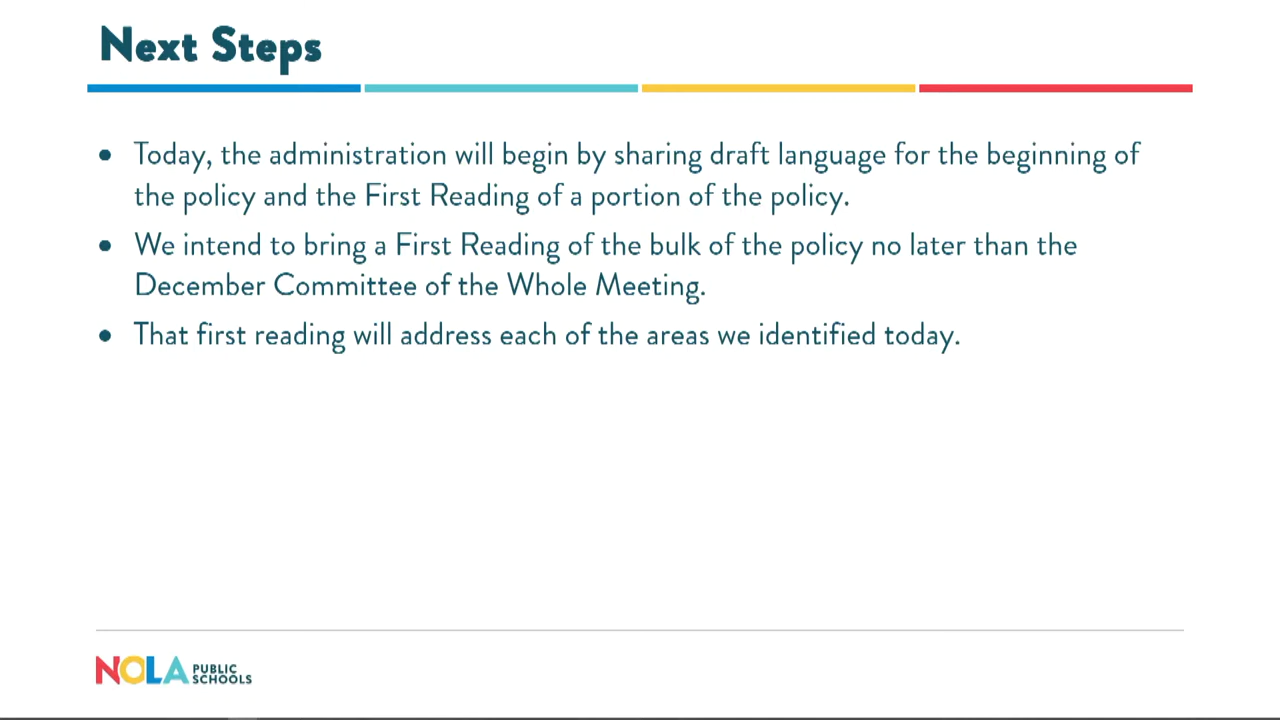 Next Steps
• Today, the administration will begin by sharing draft language for the beginning of
the policy and the First Reading of a portion of the policy.
• We intend to bring a First Reading of the bulk of the policy no later than the
December Committee of the Whole Meeting.
• That first reading will address each of the areas we identified today.
NOLA PUBLIC
SCHOOLS